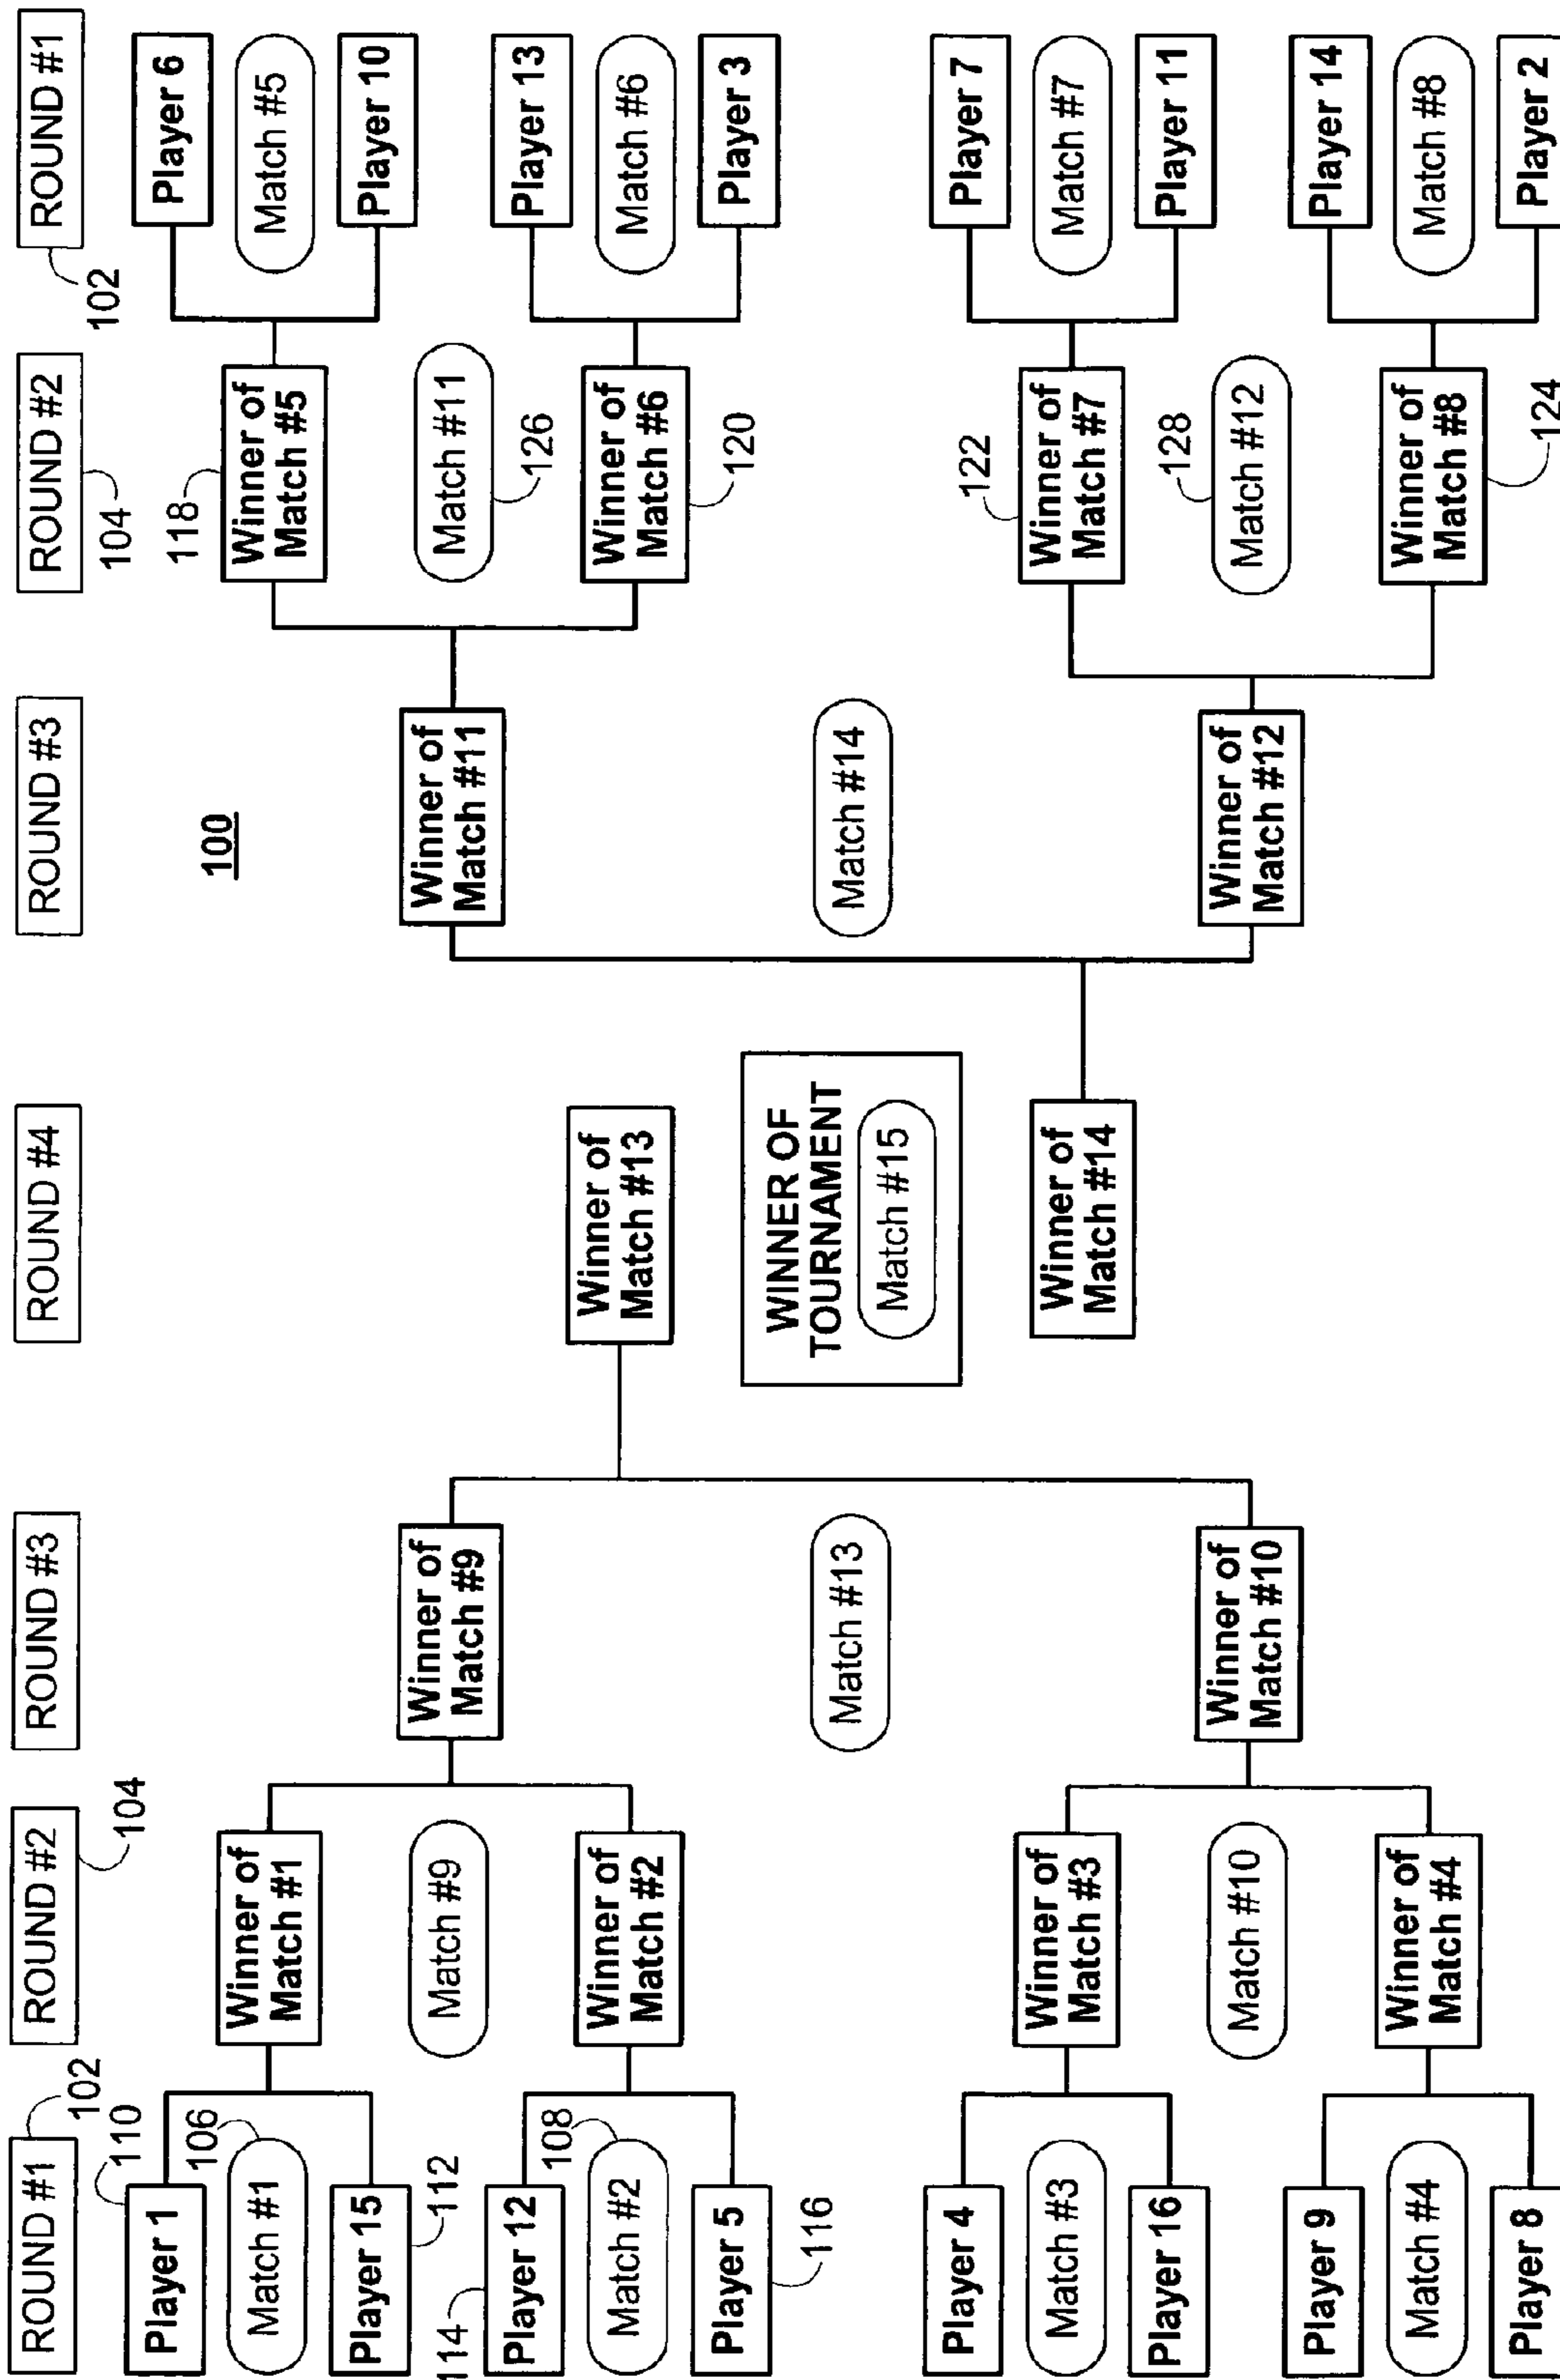 ROUND #1
ROUND #2
ROUND #3
ROUND #4
ROUND #3
ROUND #2
ROUND #1
102
104
104
102
100
110
Player 1
106
Match #1
Player 15
112
114
Player 12
108
Match #2
Player 5
116
Player 4
Match #3
Player 16
Player 9
Match #4
Player 8
Winner of
Match #1
Match #9
Winner of
Match #2
Winner of
Match #3
Match #10
Winner of
Match #4
Winner of
Match #9
Match #13
Winner of
Match #10
Winner of
Match #13
WINNER OF
TOURNAMENT
Match #15
Winner of
Match #14
Winner of
Match #11
Match #14
Winner of
Match #12
118
Winner of
Match #5
Match #11
126
Winner of
Match #6
120
122
Winner of
Match #7
128
Match #12
Winner of
Match #8
124
Player 6
Match #5
Player 10
Player 13
Match #6
Player 3
Player 7
Match #7
Player 11
Player 14
Match #8
Player 2